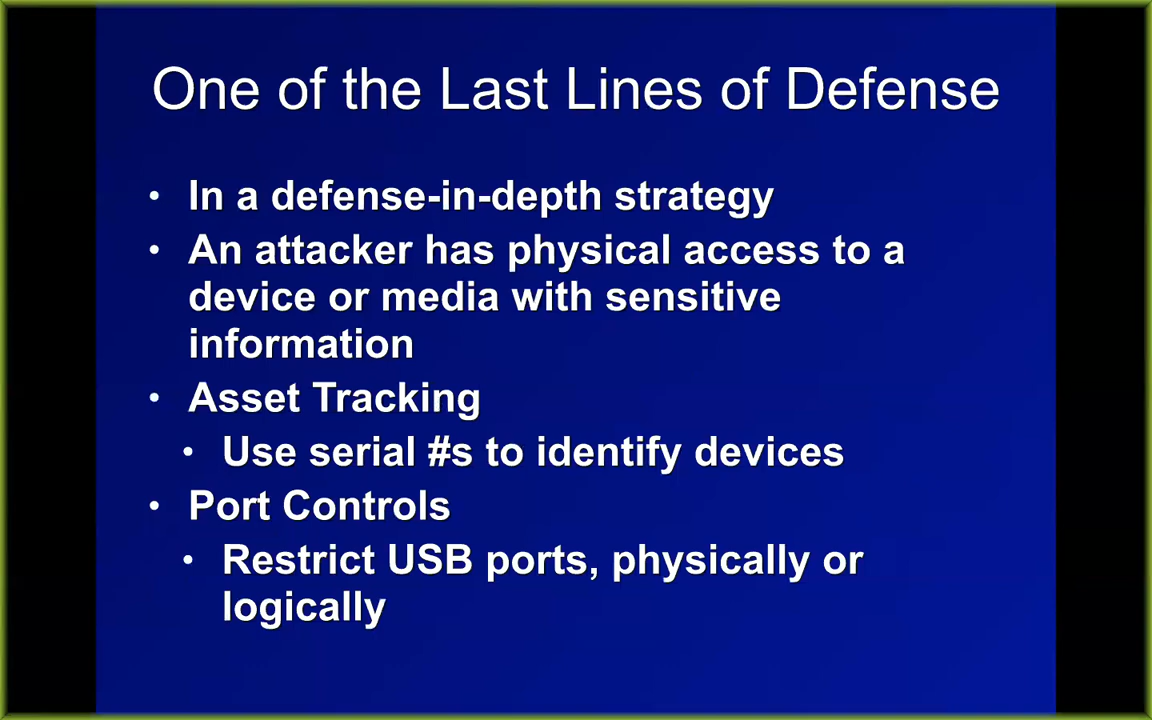 One of the Last Lines of Defense
• In a defense-in-depth strategy
• An attacker has physical access to a
device or media with sensitive
information
• Asset Tracking
• Use serial #s to identify devices
• Port Controls
• Restrict USB ports, physically or
logically